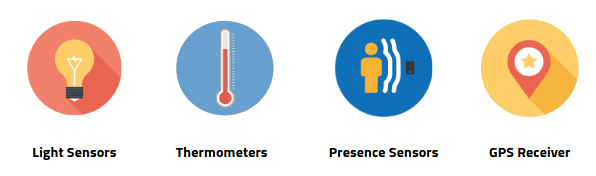 Light Sensors
Thermometers
Presence Sensors
GPS Receiver